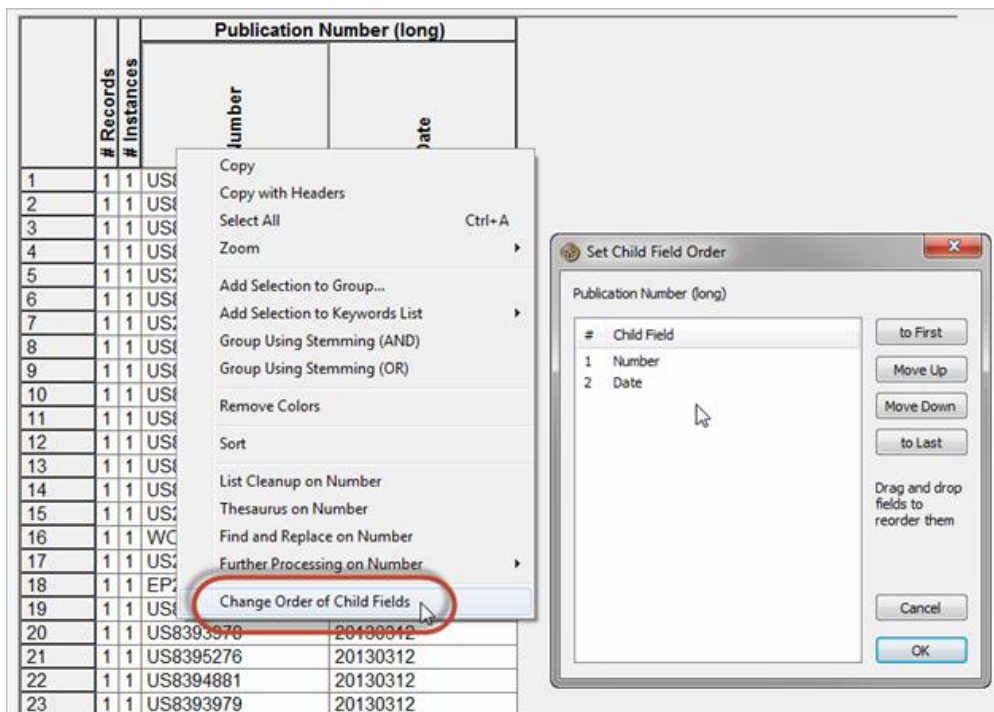 Publication Number (long)
# Records
# Instances
Number
Date
1 1 1 US8
2 1 1 US8
3 1 1 US8
4 1 1 US8
5 1 1 US2
6 1 1 US8
7 1 1 US2
8 1 1 US8
9 1 1 US8
10 1 1 US8
11 1 1 US8
12 1 1 US8
13 1 1 US8
14 1 1 US8
15 1 1 US2
16 1 1 WO
17 1 1 US2
18 1 1 EP2
19 1 1 US8
20 1 1 US8393978 20130312
21 1 1 US8395276 20130312
22 1 1 US8394881 20130312
23 1 1 US8393979 20130312
Copy
Copy with Headers
Select All Ctrl+A
Zoom
Add Selection to Group...
Add Selection to Keywords List
Group Using Stemming (AND)
Group Using Stemming (OR)
Remove Colors
Sort
List Cleanup on Number
Thesaurus on Number
Find and Replace on Number
Further Processing on Number
Change Order of Child Fields
Set Child Field Order
Publication Number (long)
# Child Field
1 Number
2 Date
to First
Move Up
Move Down
to Last
Drag and drop
fields to
reorder them
Cancel
OK